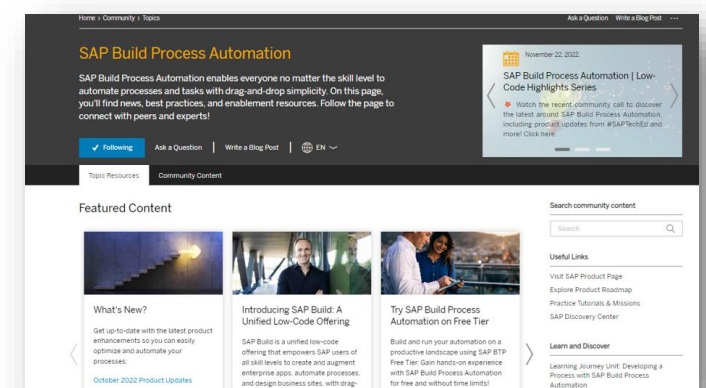 Home › Community › Topics
Ask a Question Write a Blog Post ...
SAP Build Process Automation
SAP Build Process Automation enables everyone no matter the skill level to
automate processes and tasks with drag-and-drop simplicity. On this page,
you'll find news, best practices, and enablement resources. Follow the page to
connect with peers and experts!
Following Ask a Question Write a Blog Post EN
November 22, 2022.
SAP Build Process Automation | Low-
Code Highlights Series
Watch the recent community call to discover
the latest around SAP Build Process Automation,
including product updates from #SAPTechEd and
more! Click here.
Topic Resources Community Content
Featured Content
What's New?
Get up-to-date with the latest product
enhancements so you can easily
optimize and automate your
processes.
October 2022 Product Updates
Introducing SAP Build: A
Unified Low-Code Offering
SAP Build is a unified low-code
offering that empowers SAP users of
all skill levels to create and augment
enterprise apps, automate processes,
and design business sites, with drag-
Try SAP Build Process
Automation on Free Tier
Build and run your automation on a
productive landscape using SAP BTP
Free Tier. Gain hands-on experience
with SAP Build Process Automation
for free and without time limits!
Search community content
Search
Useful Links
Visit SAP Product Page
Explore Product Roadmap
Practice Tutorials & Missions
SAP Discovery Center
Learn and Discover
Learning Journey Unit: Developing a
Process with SAP Build Process
Automation